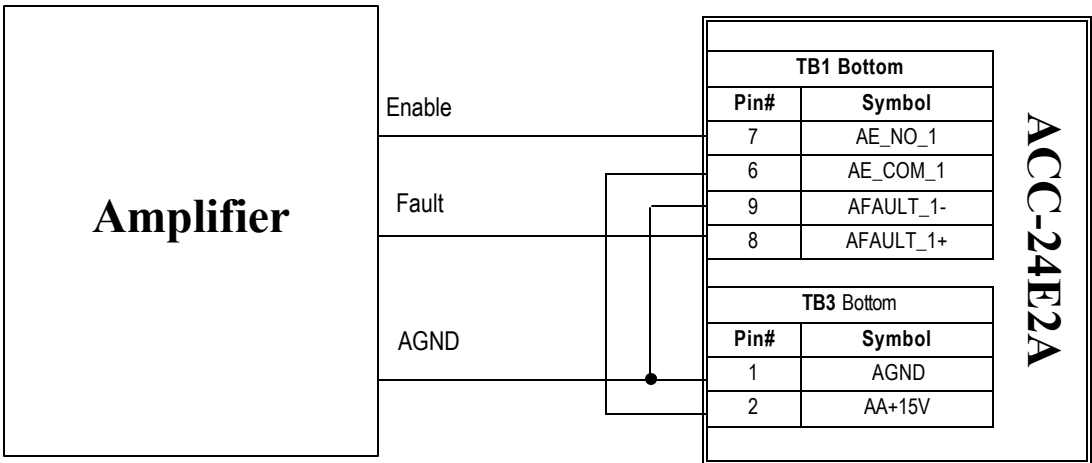 Amplifier
Enable
Fault
AGND
TB1 Bottom
Pin# Symbol
7 AE_NO_1
6 AE_COM_1
9 AFAULT_1-
8 AFAULT_1+
TB3 Bottom
Pin# Symbol
1 AGND
2 AA+15V
ACC-24E2A